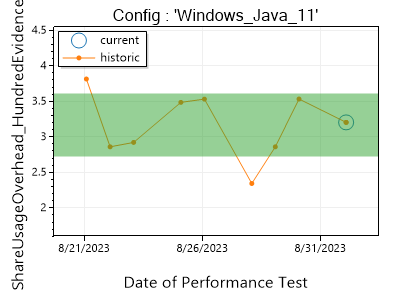 Config : 'Windows_Java_11'
current
historic
ShareUsageOverhead_HundredEvidence
4.5
4
3.5
3
2.5
2
8/21/2023
8/26/2023
8/31/2023
Date of Performance Test